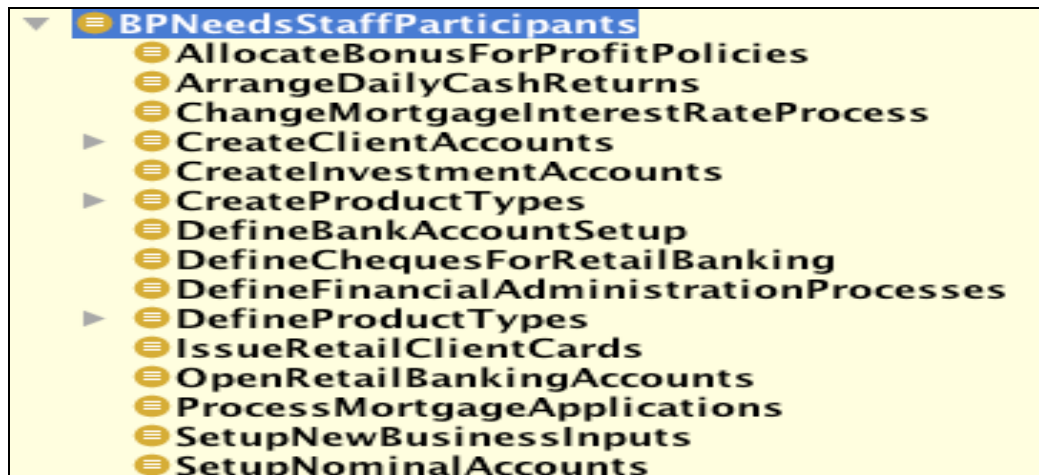 BPNeedsStaffParticipants
AllocateBonusForProfitPolicies
ArrangeDailyCashReturns
ChangeMortgageInterestRateProcess
CreateClientAccounts
CreateInvestmentAccounts
CreateProductTypes
DefineBankAccountSetup
DefineChequesForRetailBanking
DefineFinancialAdministrationProcesses
DefineProductTypes
IssueRetailClientCards
OpenRetailBankingAccounts
ProcessMortgageApplications
SetupNewBusinessInputs
SetupNominalAccounts